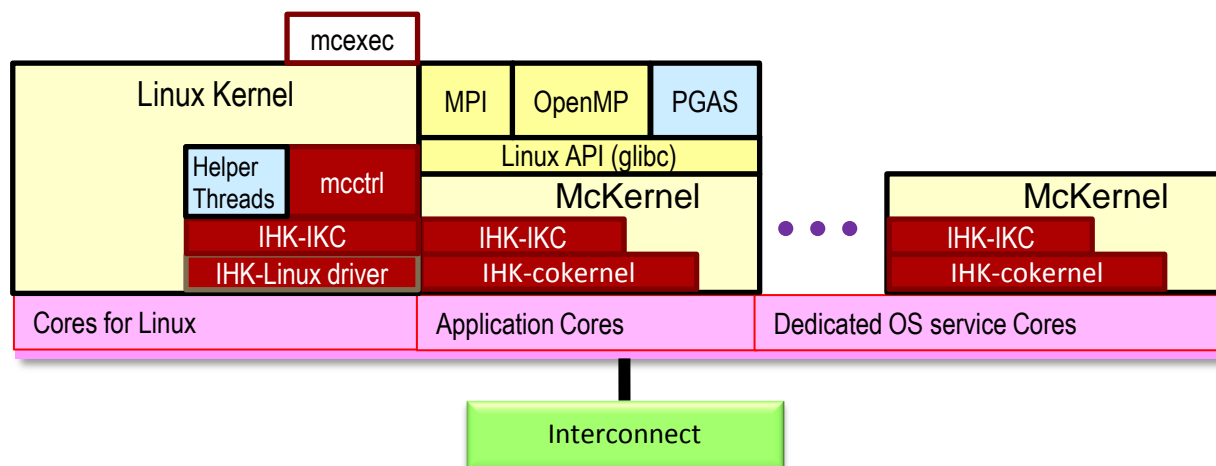 mcexec
Linux Kernel
MPI
OpenMP
PGAS
Linux API (glibc)
Helper
Threads
mcctrl
McKernel
McKernel
IHK-IKC
IHK-IKC
IHK-IKC
IHK-Linux driver
IHK-cokernel
IHK-cokernel
Cores for Linux
Application Cores
Dedicated OS service Cores
Interconnect